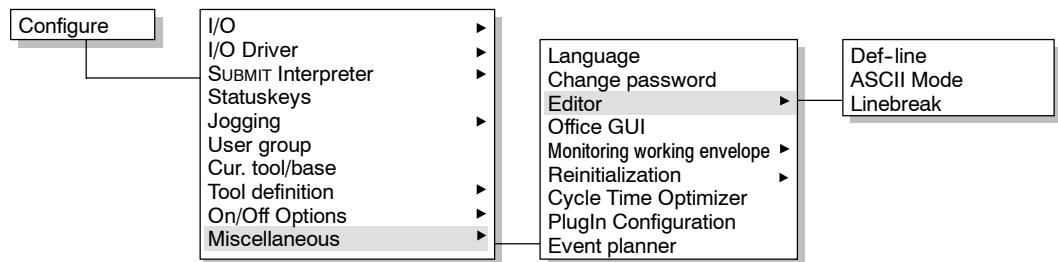 Configure
I/O
I/O Driver
SUBMIT Interpreter
Statuskeys
Jogging
User group
Cur. tool/base
Tool definition
On/Off Options
Miscellaneous
Language
Change password
Editor
Office GUI
Monitoring working envelope
Reinitialization
Cycle Time Optimizer
PlugIn Configuration
Event planner
Def-line
ASCII Mode
Linebreak